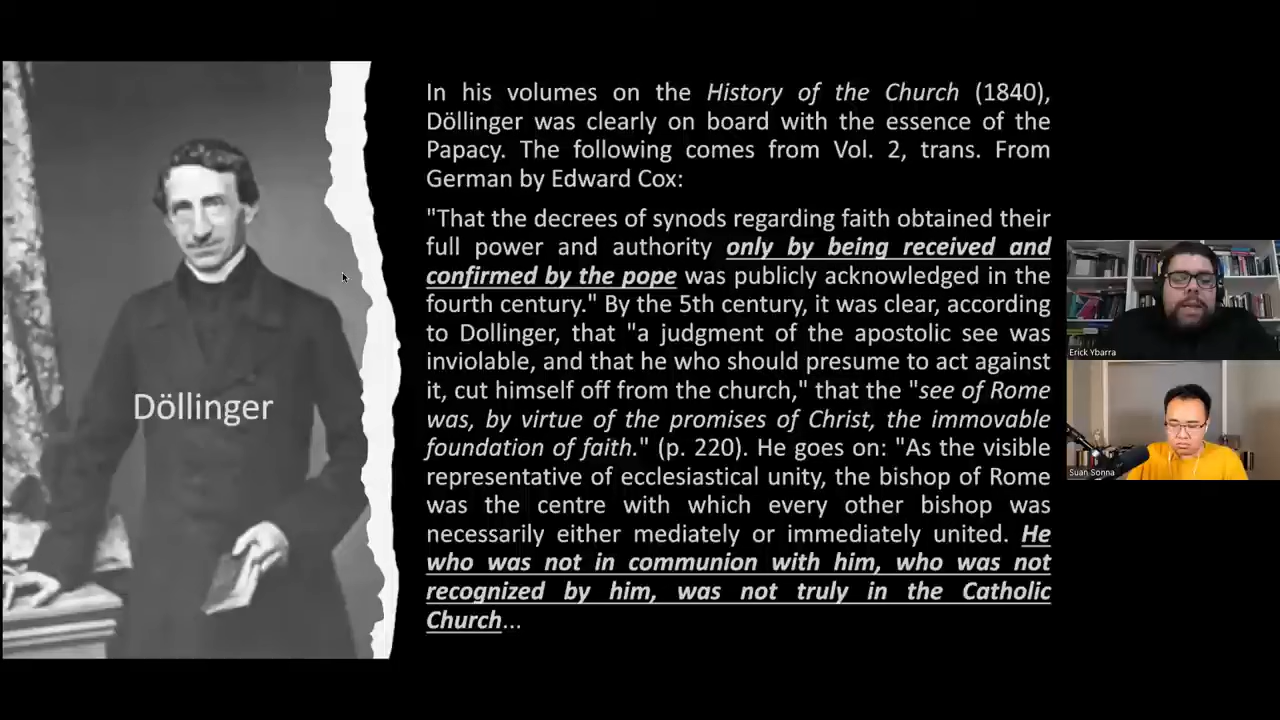 In his volumes on the History of the Church (1840),
Döllinger was clearly on board with the essence of the
Papacy. The following comes from Vol. 2, trans. From
German by Edward Cox:
"That the decrees of synods regarding faith obtained their
full power and authority only by being received and
confirmed by the pope was publicly acknowledged in the
fourth century." By the 5th century, it was clear, according
to Dollinger, that "a judgment of the apostolic see was
inviolable, and that he who should presume to act against
it, cut himself off from the church," that the "see of Rome
was, by virtue of the promises of Christ, the immovable
foundation of faith." (p. 220). He goes on: "As the visible
representative of ecclesiastical unity, the bishop of Rome
was the centre with which every other bishop was
necessarily either mediately or immediately united. He
who was not in communion with him, who was not
recognized by him, was not truly in the Catholic
Church...
Döllinger
Erick Ybarra
Suan Sonna